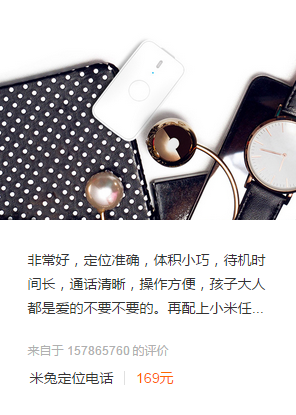 非常好，定位准确，体积小巧，待机时
间长，通话清晰，操作方便，孩子大人
都是爱的不要不要的。再配上小米任...
来自于 157865760 的评价
米兔定位电话 | 169元